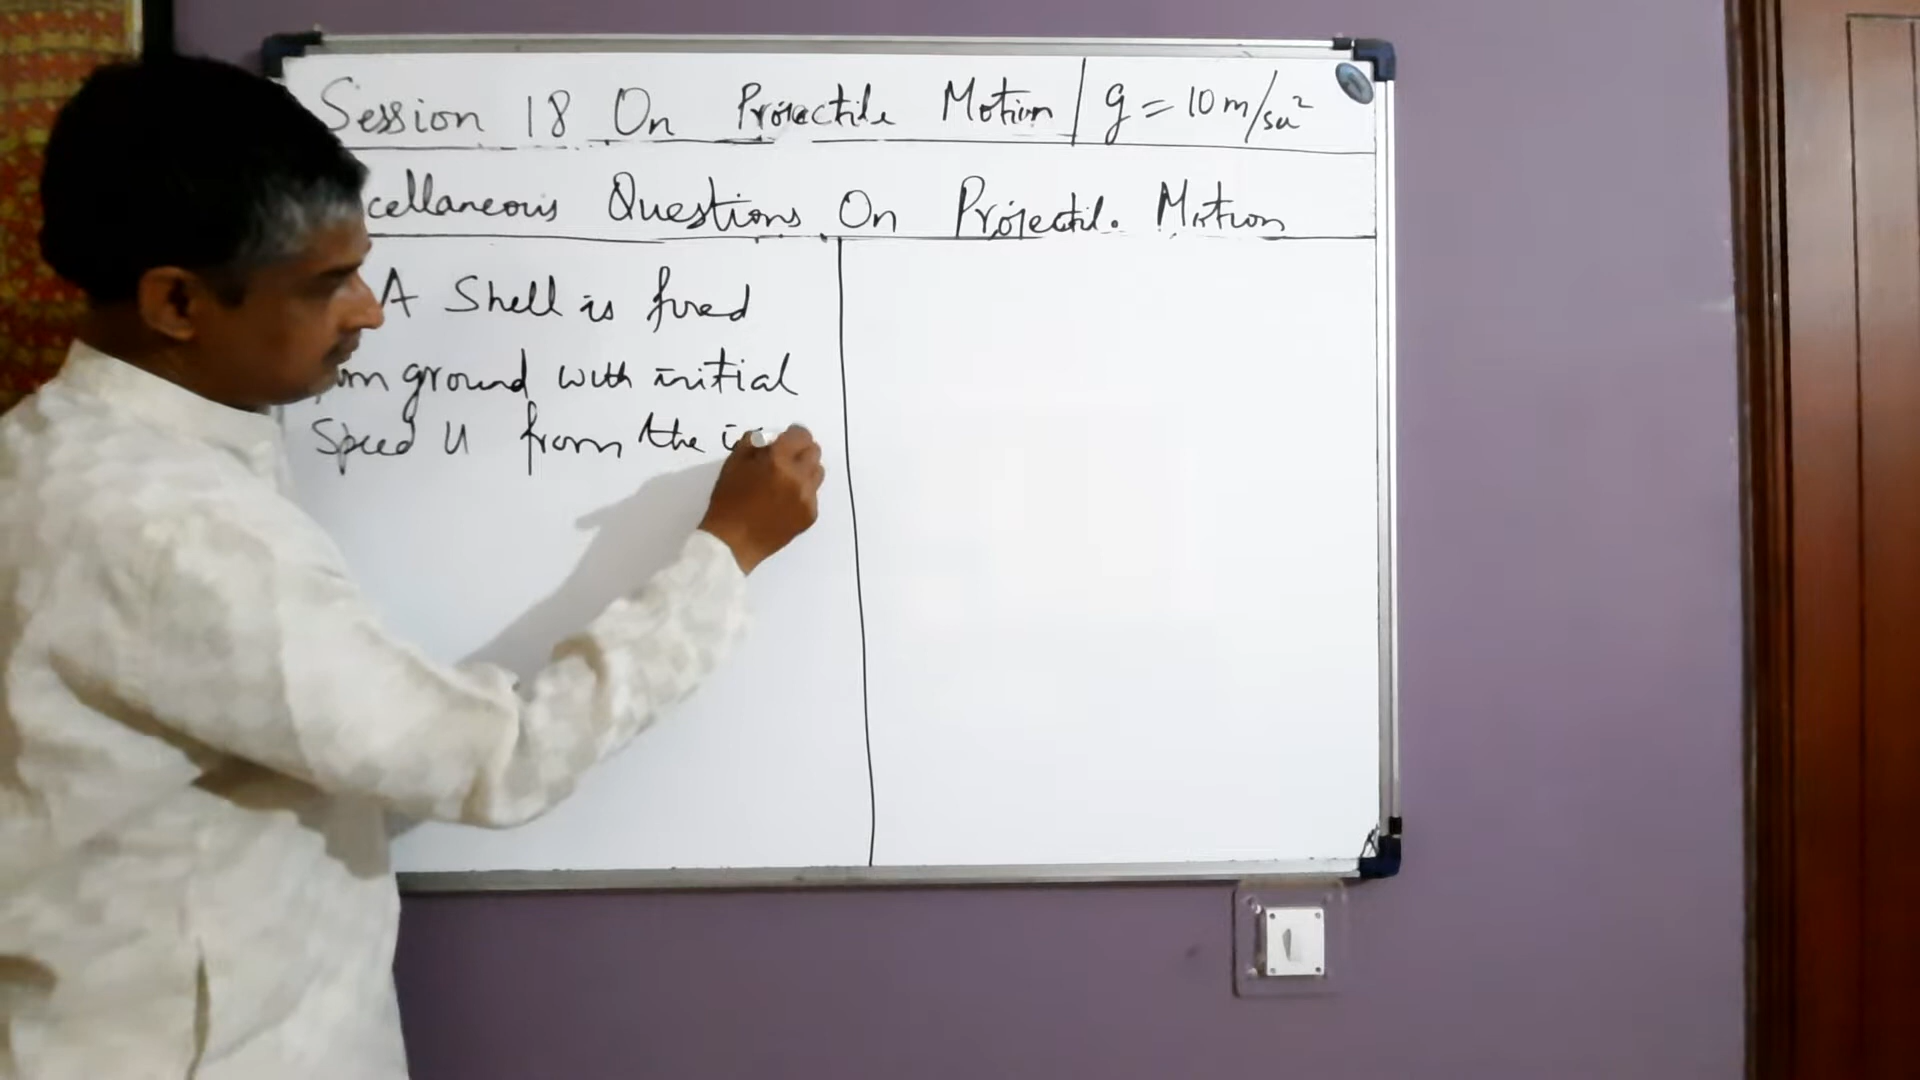 Session 18 On Projectile Motion / g = 10 m/sec²
cellaneous Questions On Projectile Motion
A Shell is fired
om ground with initial
Speed u from the